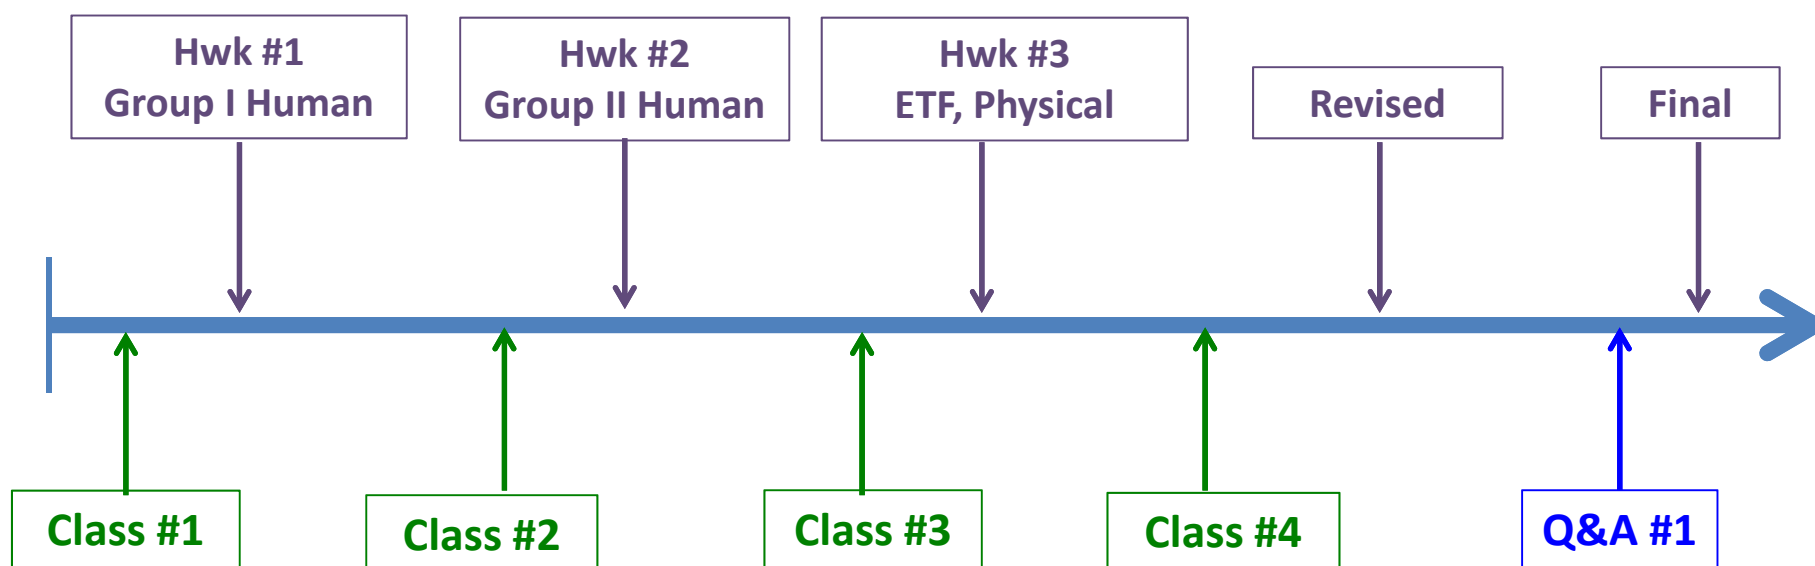 Hwk #1
Group I Human
Hwk #2
Group II Human
Hwk #3
ETF, Physical
Revised
Final
Class #1
Class #2
Class #3
Class #4
Q&A #1